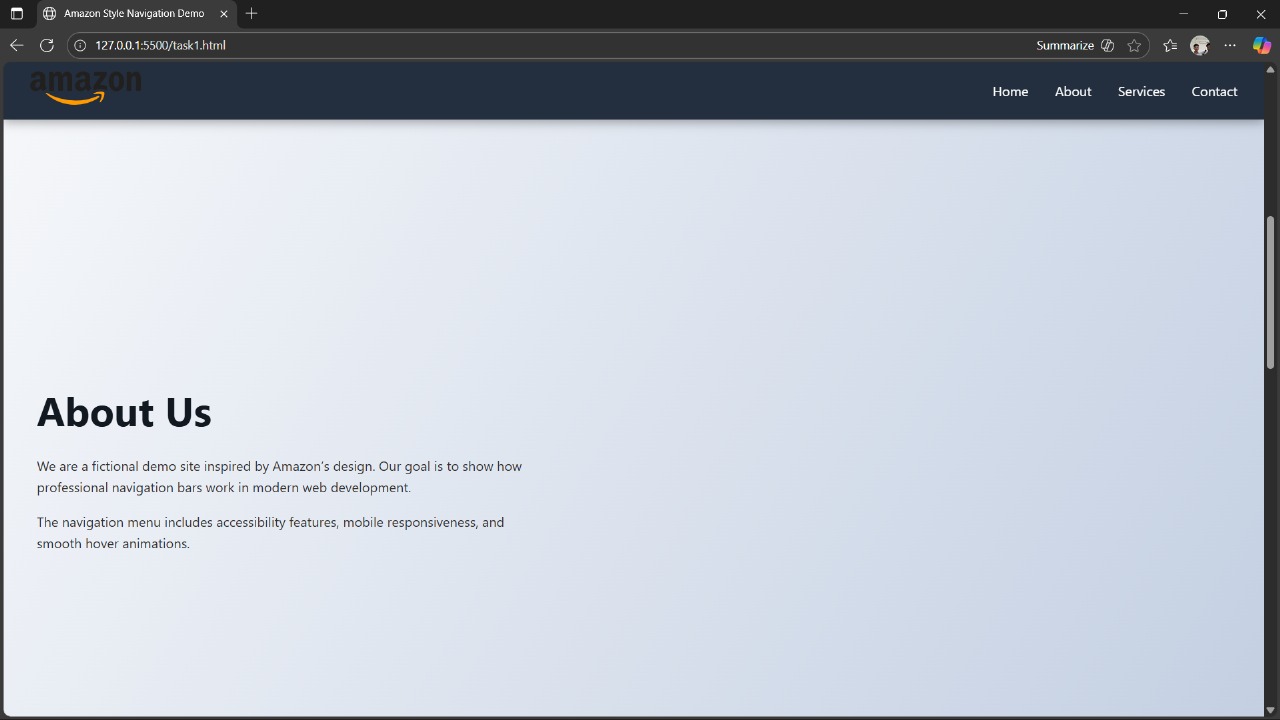 Amazon Style Navigation Demo
127.0.0.1:5500/task1.html
Summarize
amazon
Home About Services Contact
About Us
We are a fictional demo site inspired by Amazon's design. Our goal is to show how
professional navigation bars work in modern web development.
The navigation menu includes accessibility features, mobile responsiveness, and
smooth hover animations.